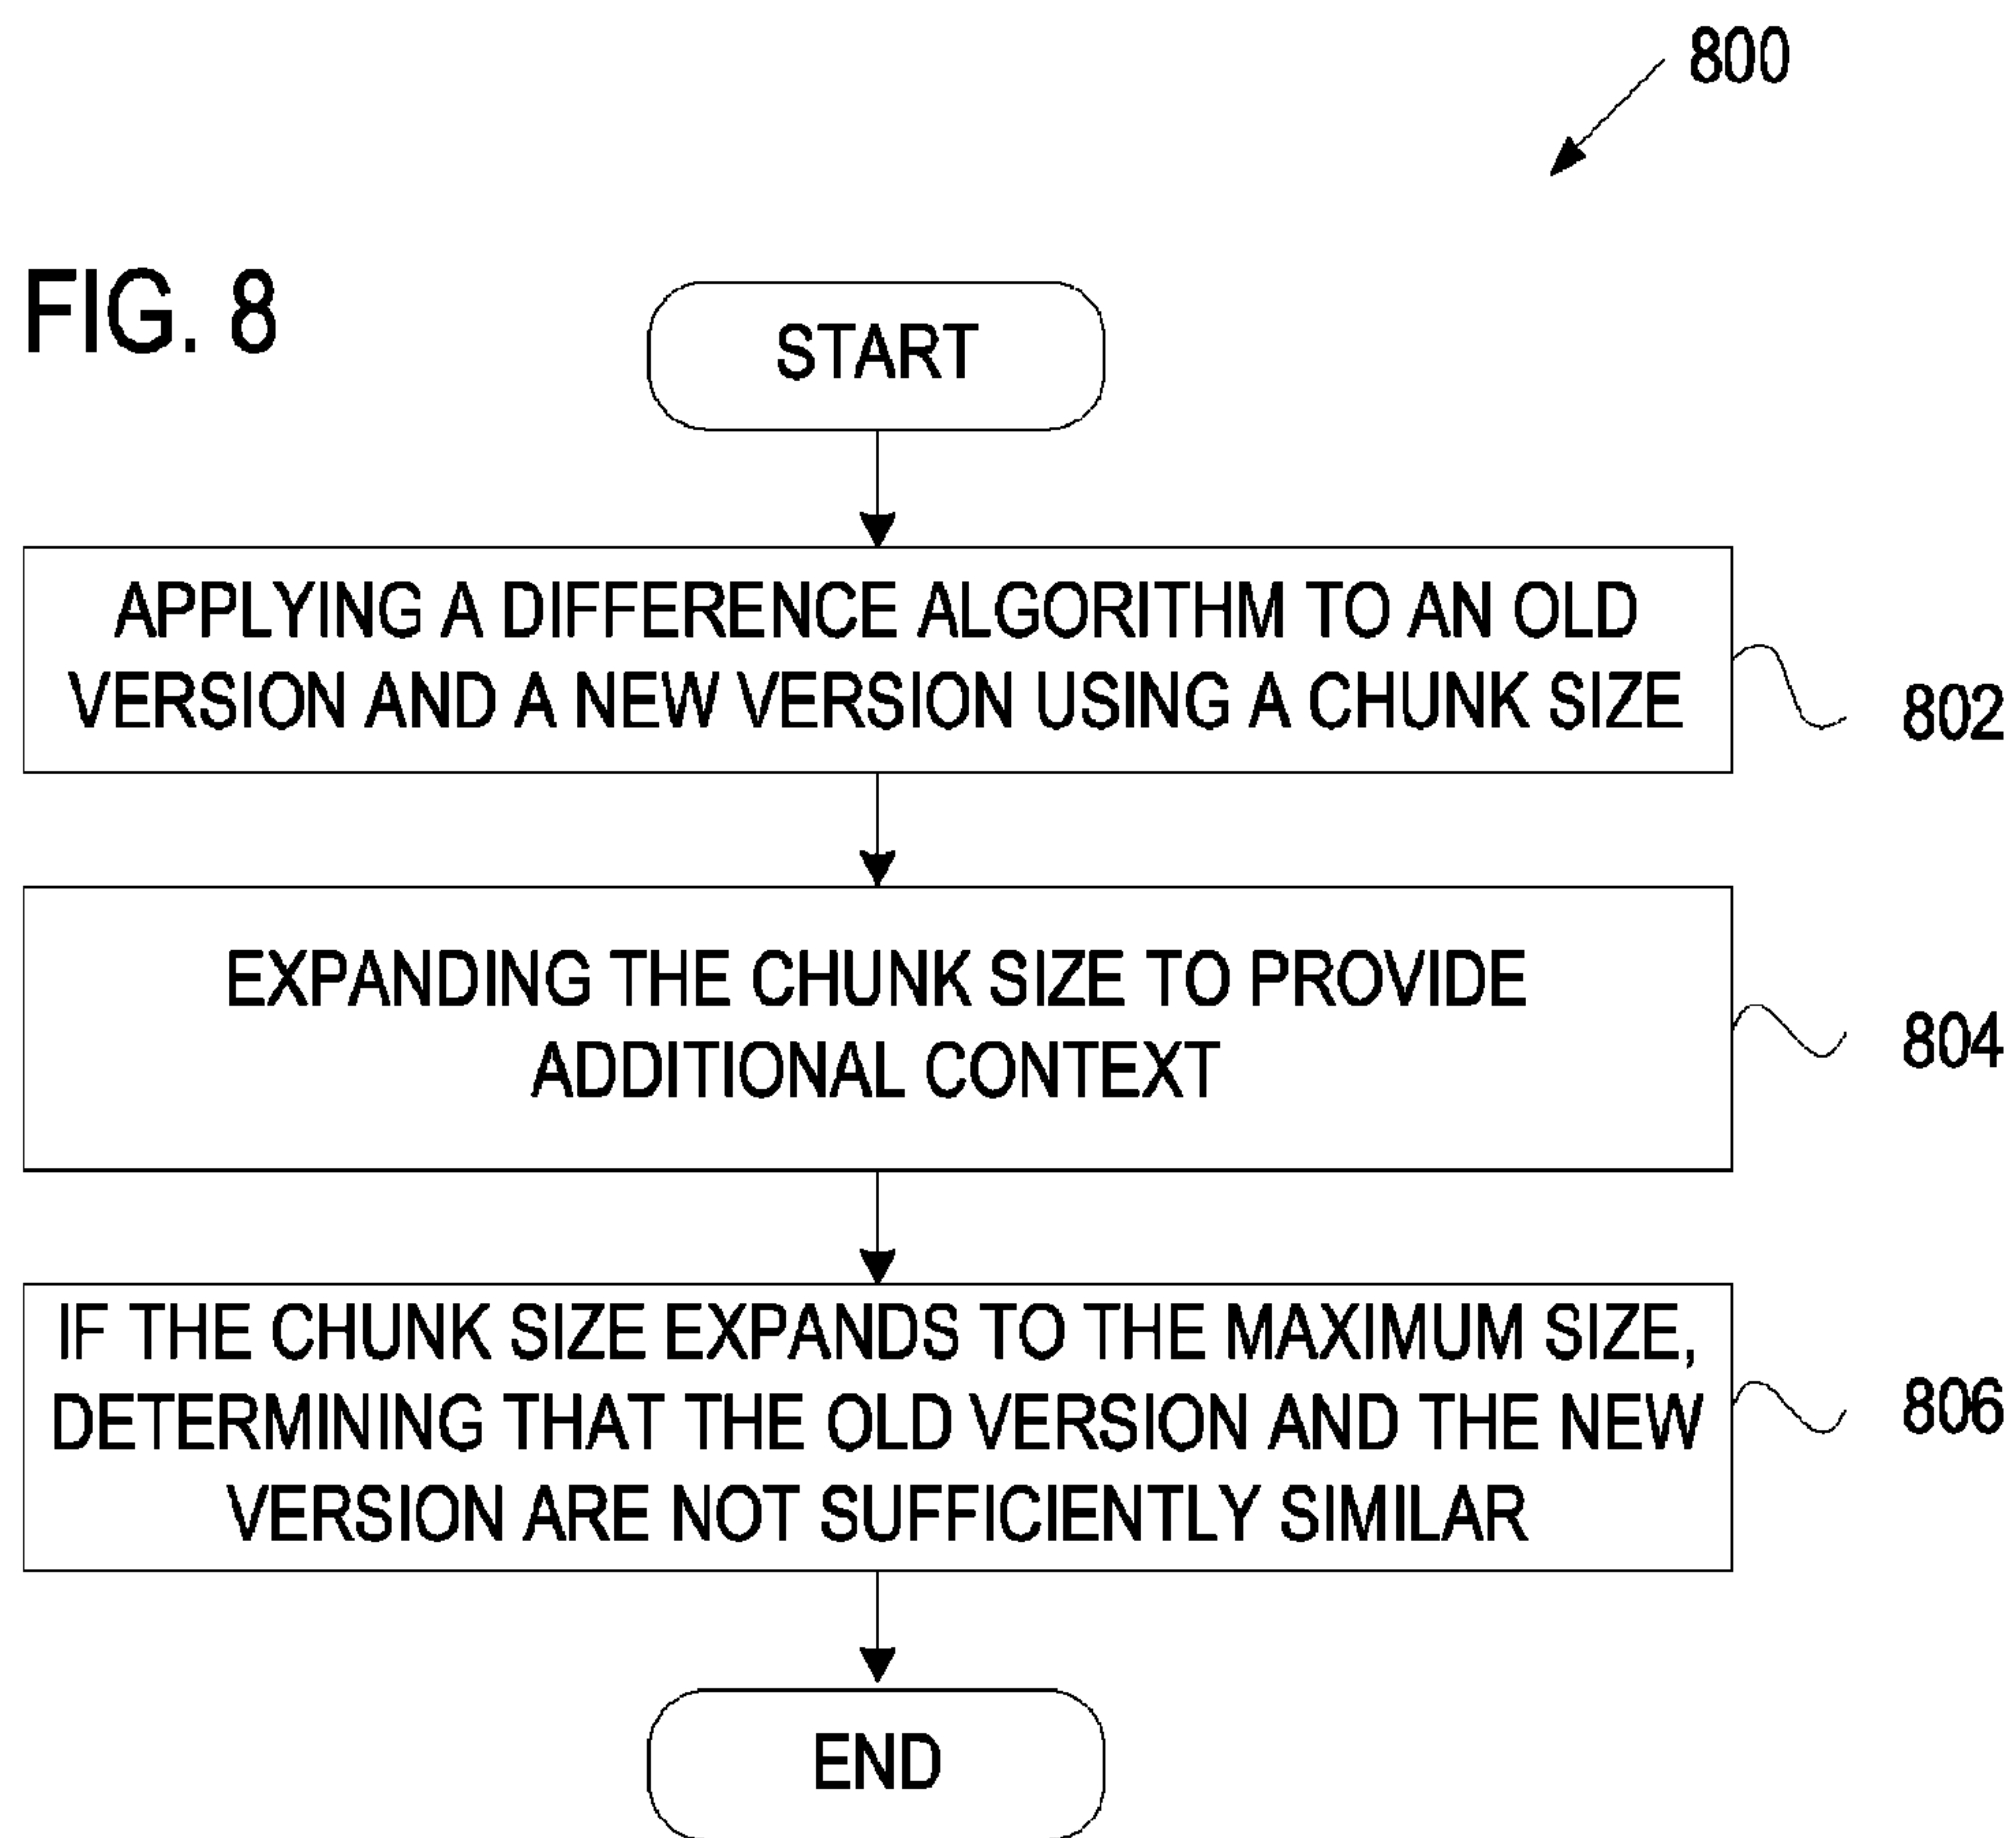 800
FIG. 8
START
APPLYING A DIFFERENCE ALGORITHM TO AN OLD
VERSION AND A NEW VERSION USING A CHUNK SIZE
802
EXPANDING THE CHUNK SIZE TO PROVIDE
ADDITIONAL CONTEXT
804
IF THE CHUNK SIZE EXPANDS TO THE MAXIMUM SIZE,
DETERMINING THAT THE OLD VERSION AND THE NEW
VERSION ARE NOT SUFFICIENTLY SIMILAR
806
END